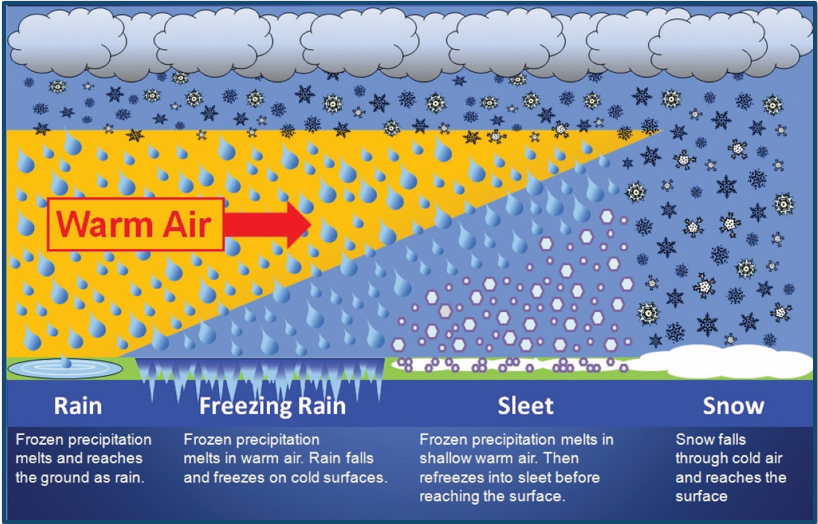 Warm Air
Rain
Frozen precipitation
melts and reaches
the ground as rain.
Freezing Rain
Frozen precipitation
melts in warm air. Rain falls
and freezes on cold surfaces.
Sleet
Frozen precipitation melts in
shallow warm air. Then
refreezes into sleet before
reaching the surface.
Snow
Snow falls
through cold air
and reaches the
surface